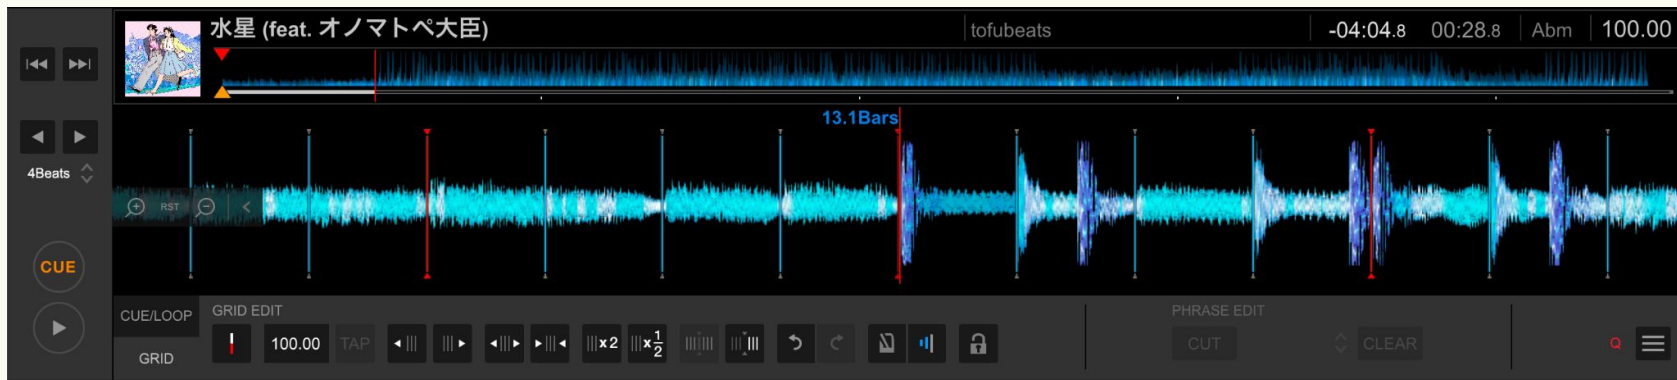 水星 (feat. オノマトペ大臣)
tofubeats
-04:04.8
00:28.8
Abm
100.00
13.1Bars
4Beats
RST
CUE
CUE/LOOP
GRID
GRID EDIT
100.00
TAP
x2
x1/2
PHRASE EDIT
CUT
CLEAR
Q